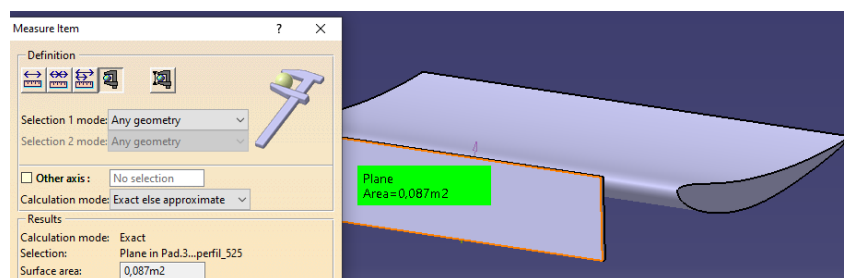 Measure Item ? X
Definition
Selection 1 mode: Any geometry
Selection 2 mode: Any geometry
Other axis : No selection
Calculation mode: Exact else approximate
Results
Calculation mode: Exact
Selection: Plane in Pad.3...perfil_525
Surface area: 0,087m2
Plane
Area=0,087m2